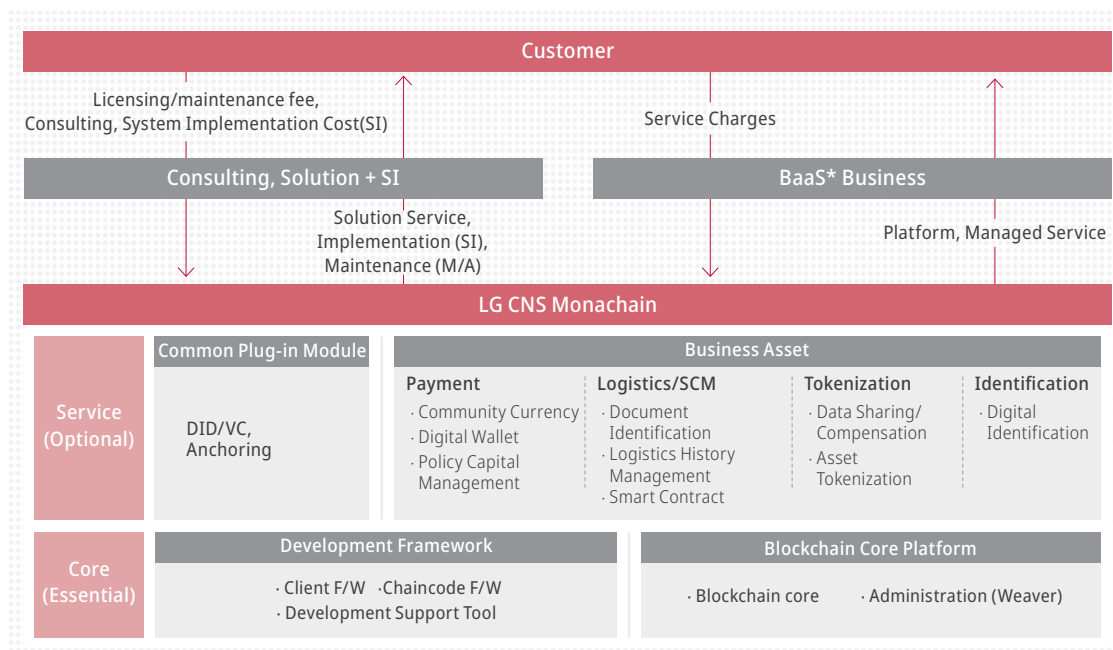 Customer
Licensing/maintenance fee,
Consulting, System Implementation Cost(SI)
Service Charges
Consulting, Solution + SI
BaaS* Business
Solution Service,
Implementation (SI),
Maintenance (M/A)
Platform, Managed Service
LG CNS Monachain
Service
(Optional)
Common Plug-in Module
DID/VC,
Anchoring
Business Asset
Payment
· Community Currency
· Digital Wallet
· Policy Capital
Management
Logistics/SCM
· Document
Identification
· Logistics History
Management
· Smart Contract
Tokenization
· Data Sharing/
Compensation
· Asset
Tokenization
Identification
· Digital
Identification
Core
(Essential)
Development Framework
· Client F/W · Chaincode F/W
· Development Support Tool
Blockchain Core Platform
· Blockchain core · Administration (Weaver)